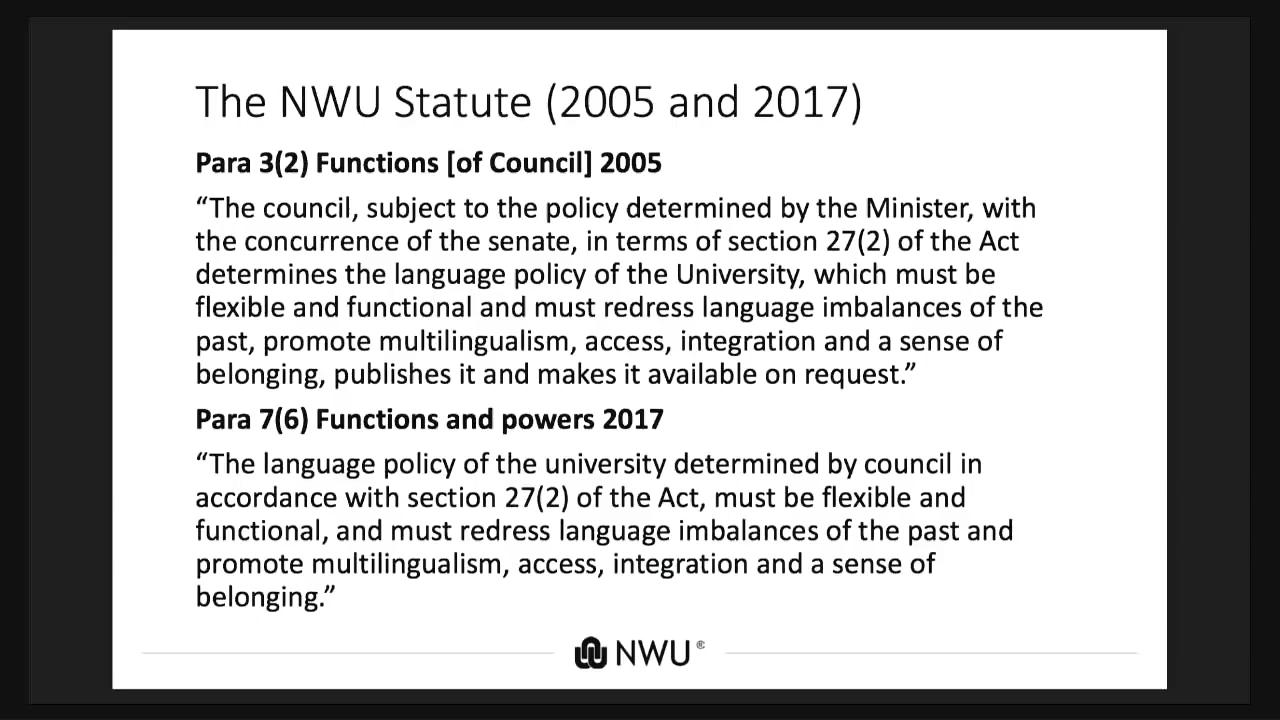 The NWU Statute (2005 and 2017)
Para 3(2) Functions [of Council] 2005
“The council, subject to the policy determined by the Minister, with
the concurrence of the senate, in terms of section 27(2) of the Act
determines the language policy of the University, which must be
flexible and functional and must redress language imbalances of the
past, promote multilingualism, access, integration and a sense of
belonging, publishes it and makes it available on request.”
Para 7(6) Functions and powers 2017
“The language policy of the university determined by council in
accordance with section 27(2) of the Act, must be flexible and
functional, and must redress language imbalances of the past and
promote multilingualism, access, integration and a sense of
belonging.”
NWU